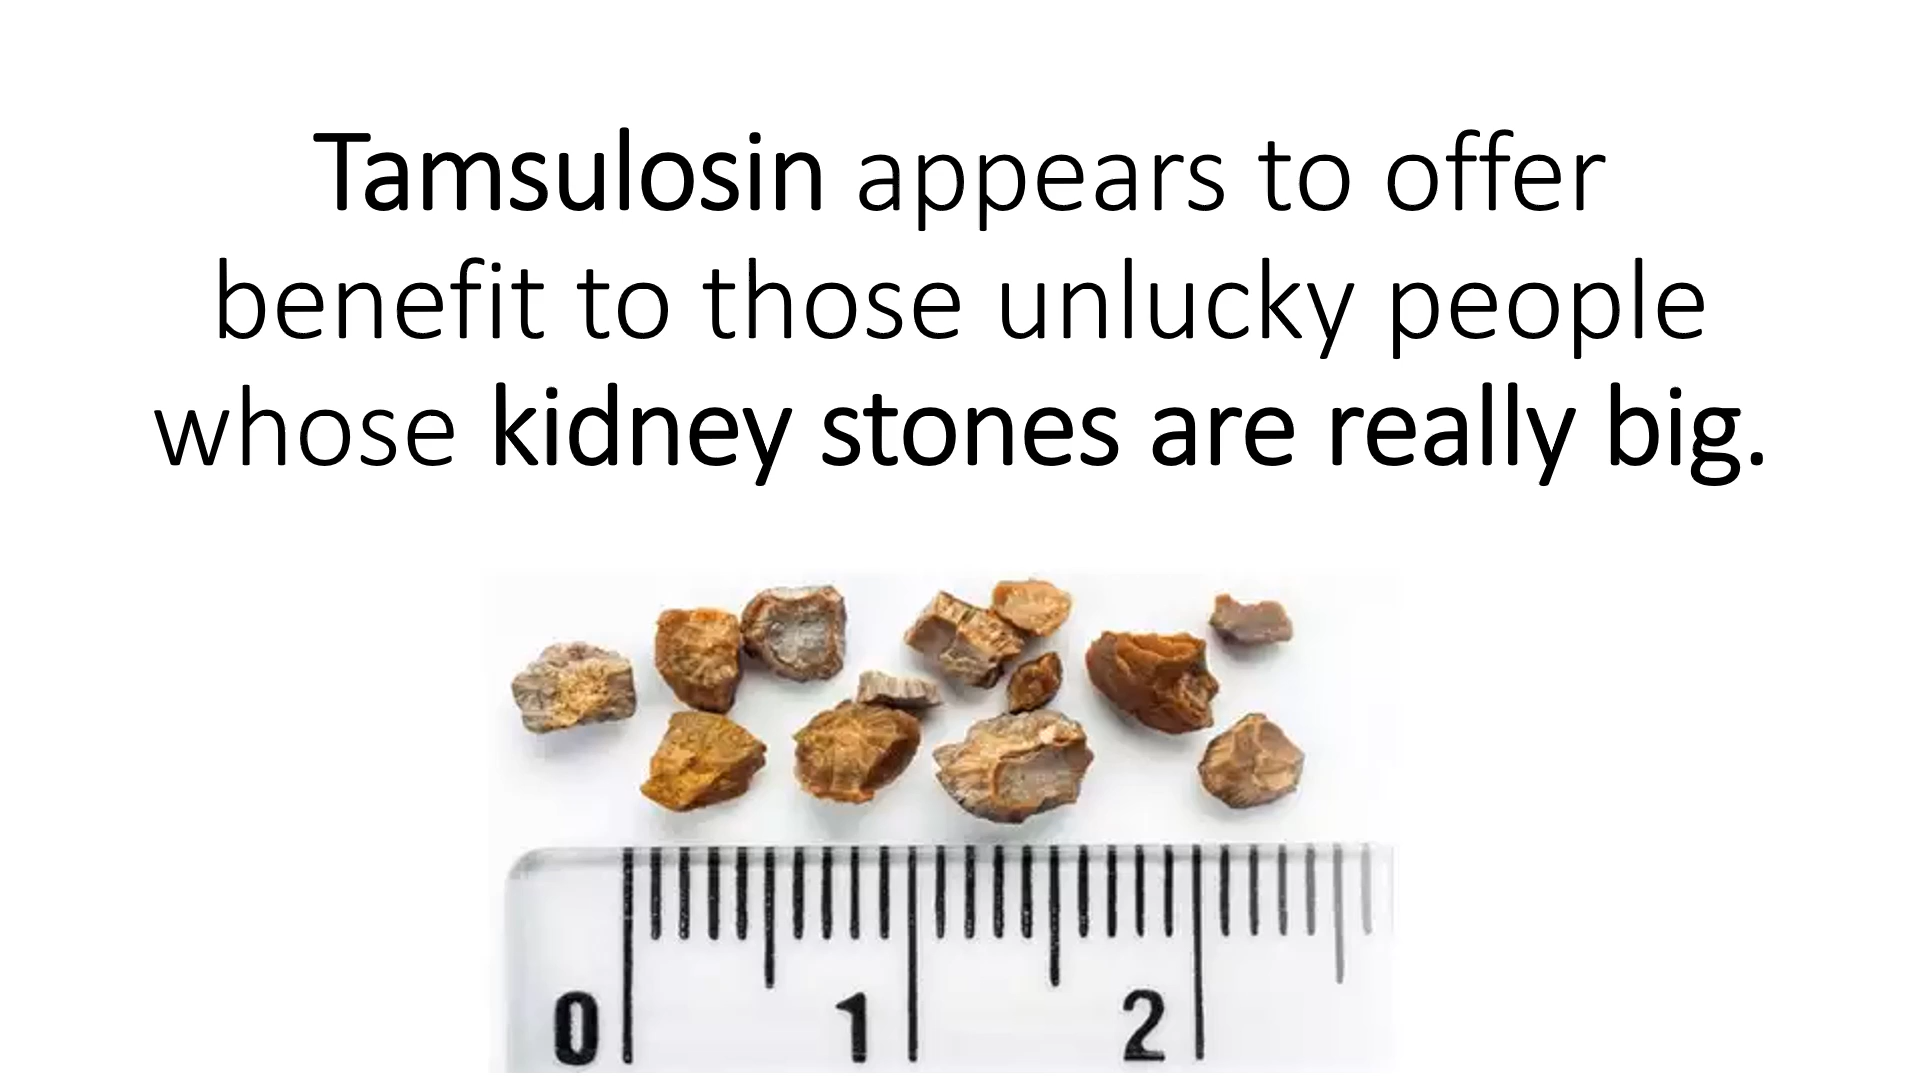 Tamsulosin appears to offer
benefit to those unlucky people
whose kidney stones are really big.
0 1 2